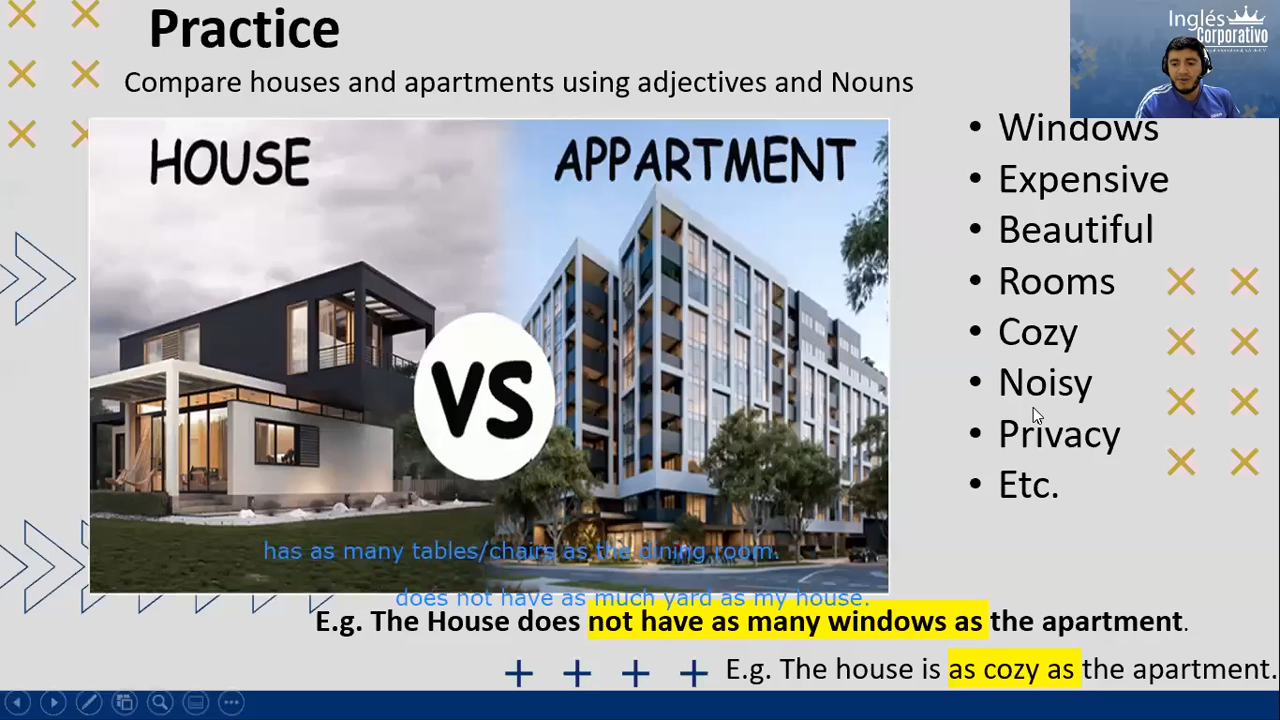 Practice
Inglés
Corporativo
Compare houses and apartments using adjectives and Nouns
HOUSE
APPARTMENT
VS
• Windows
• Expensive
• Beautiful
• Rooms
• Cozy
• Noisy
• Privacy
• Etc.
has as many tables/chairs as the dining room.
does not have as much yard as my house.
E.g. The House does not have as many windows as the apartment.
E.g. The house is as cozy as the apartment.